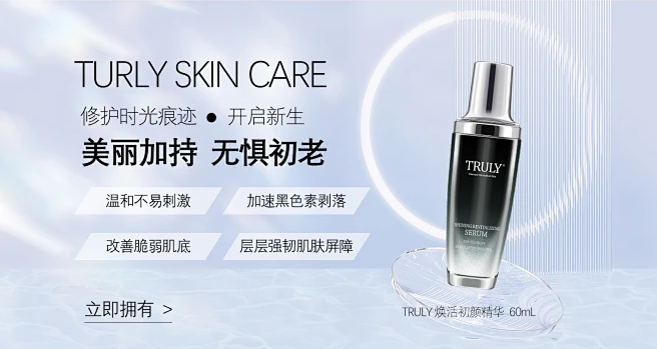 TURLY SKIN CARE
修护时光痕迹 ● 开启新生
美丽加持 无惧初老
温和不易刺激
加速黑色素剥落
改善脆弱肌底
层层强韧肌肤屏障
立即拥有 >
TRULY
SERUM
TRULY 焕活初颜精华 60mL